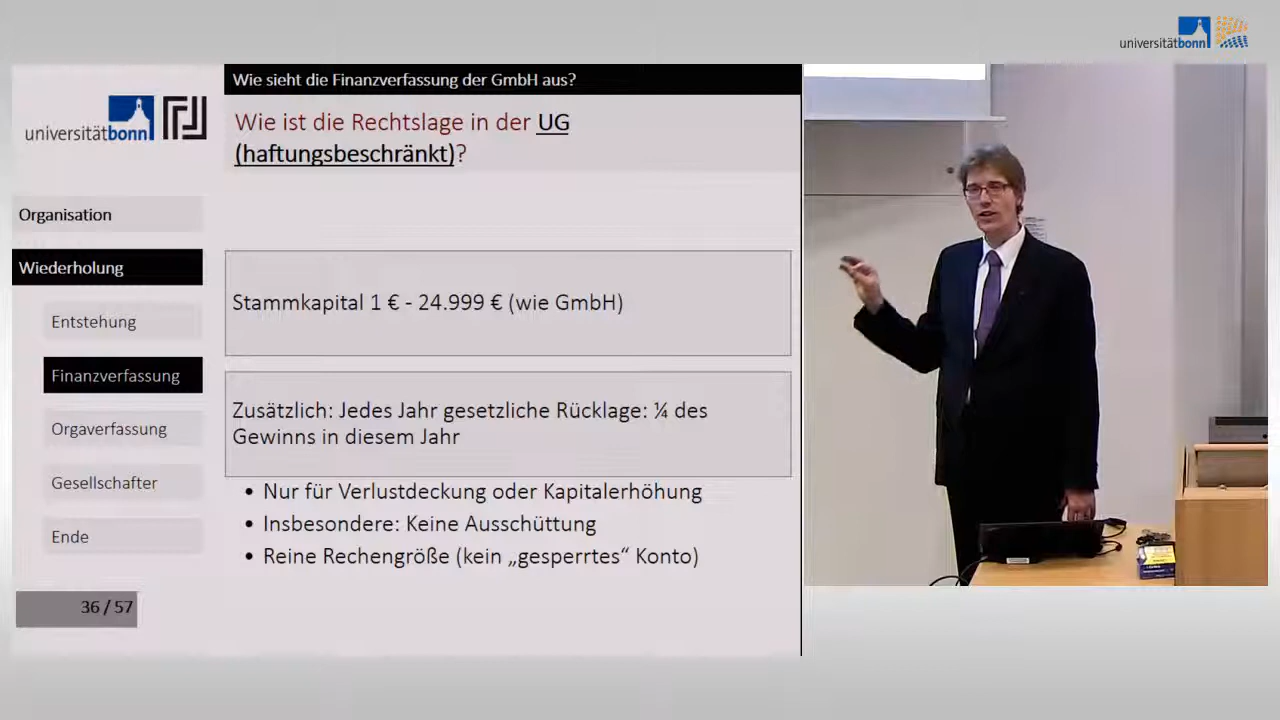 universitätbonn
Wie sieht die Finanzverfassung der GmbH aus?
universitätbonn
Wie ist die Rechtslage in der UG
(haftungsbeschränkt)?
Organisation
Wiederholung
Entstehung
Finanzverfassung
Orgaverfassung
Gesellschafter
Ende
36 / 57
Stammkapital 1 € - 24.999 € (wie GmbH)
Zusätzlich: Jedes Jahr gesetzliche Rücklage: ¼ des
Gewinns in diesem Jahr
• Nur für Verlustdeckung oder Kapitalerhöhung
• Insbesondere: Keine Ausschüttung
• Reine Rechengröße (kein „gesperrtes“ Konto)